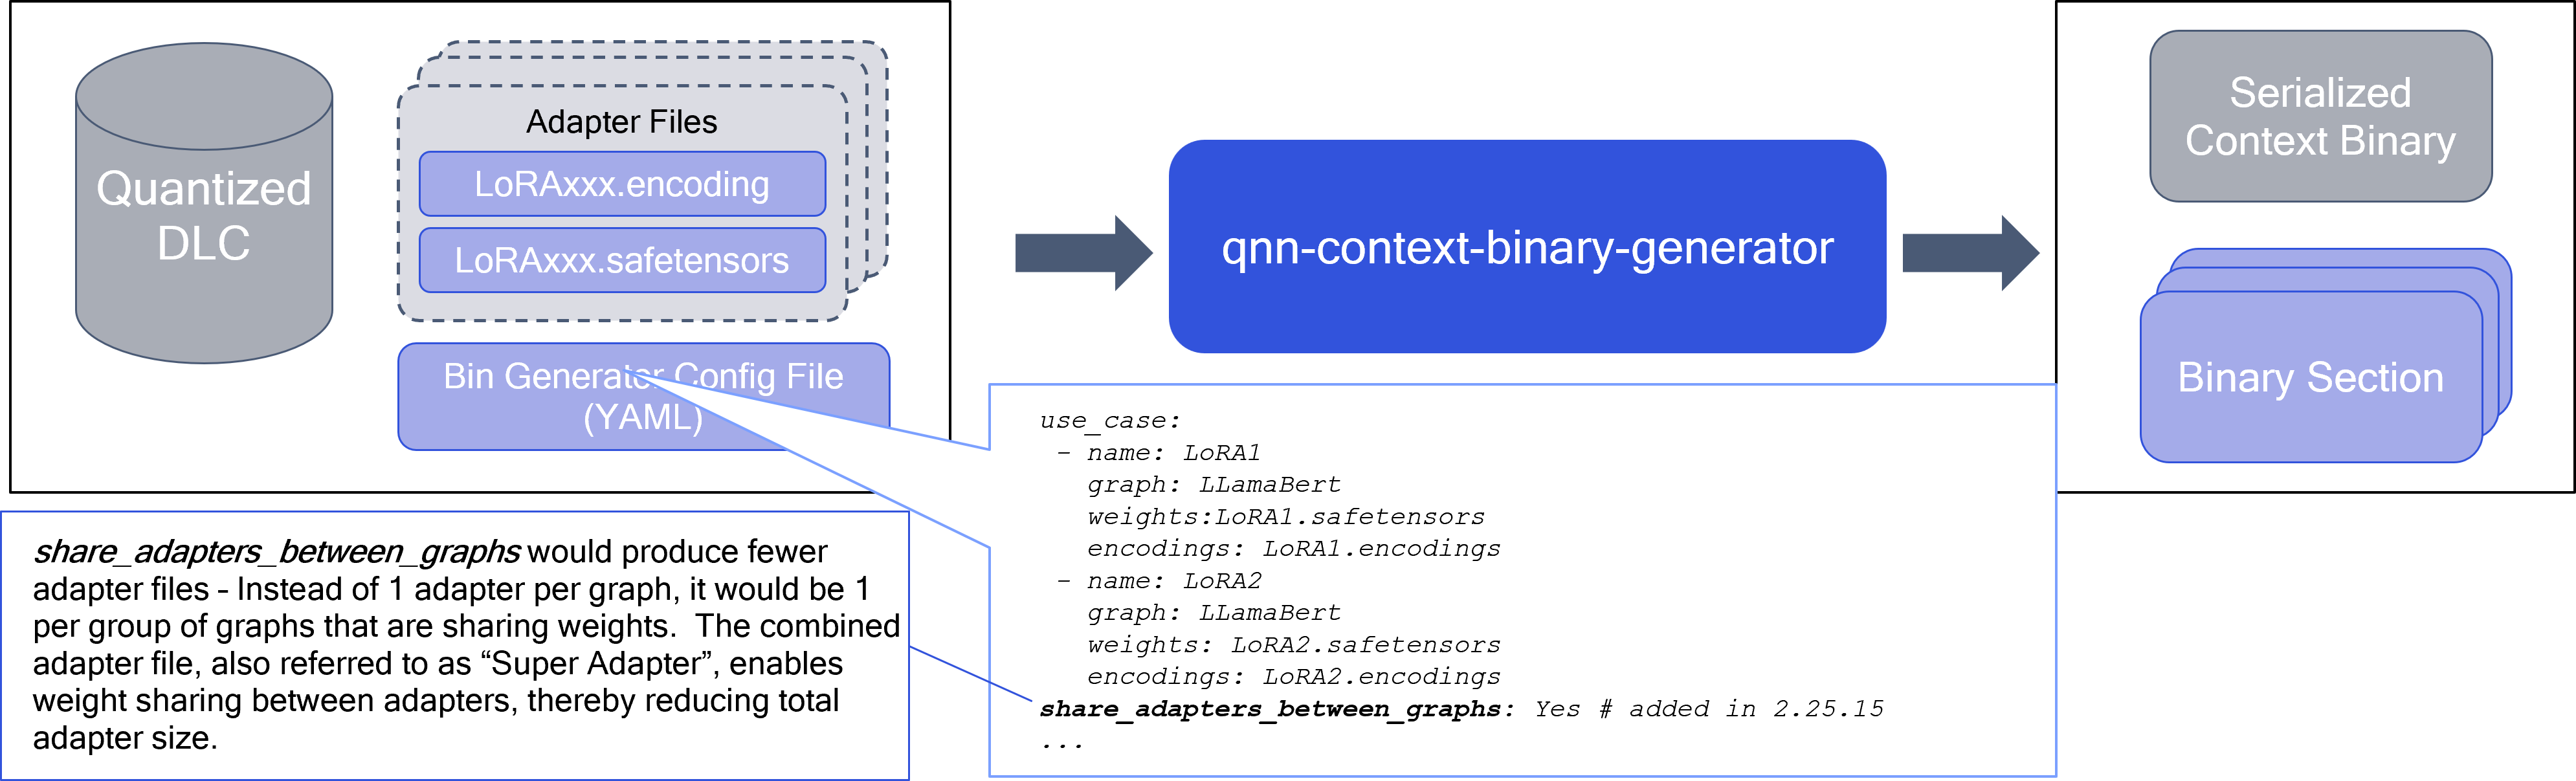 Quantized
DLC
Adapter Files
LoRAxxx.encoding
LoRAxxx.safetensors
Bin Generator Config File
(YAML)
qnn-context-binary-generator
Serialized
Context Binary
Binary Section
use_case:
- name: LoRA1
graph: LLamaBert
weights:LoRA1.safetensors
encodings: LoRA1.encodings
- name: LoRA2
graph: LLamaBert
weights: LoRA2.safetensors
encodings: LoRA2.encodings
share_adapters_between_graphs: Yes # added in 2.25.15
...
share_adapters_between_graphs would produce fewer
adapter files – Instead of 1 adapter per graph, it would be 1
per group of graphs that are sharing weights. The combined
adapter file, also referred to as “Super Adapter”, enables
weight sharing between adapters, thereby reducing total
adapter size.